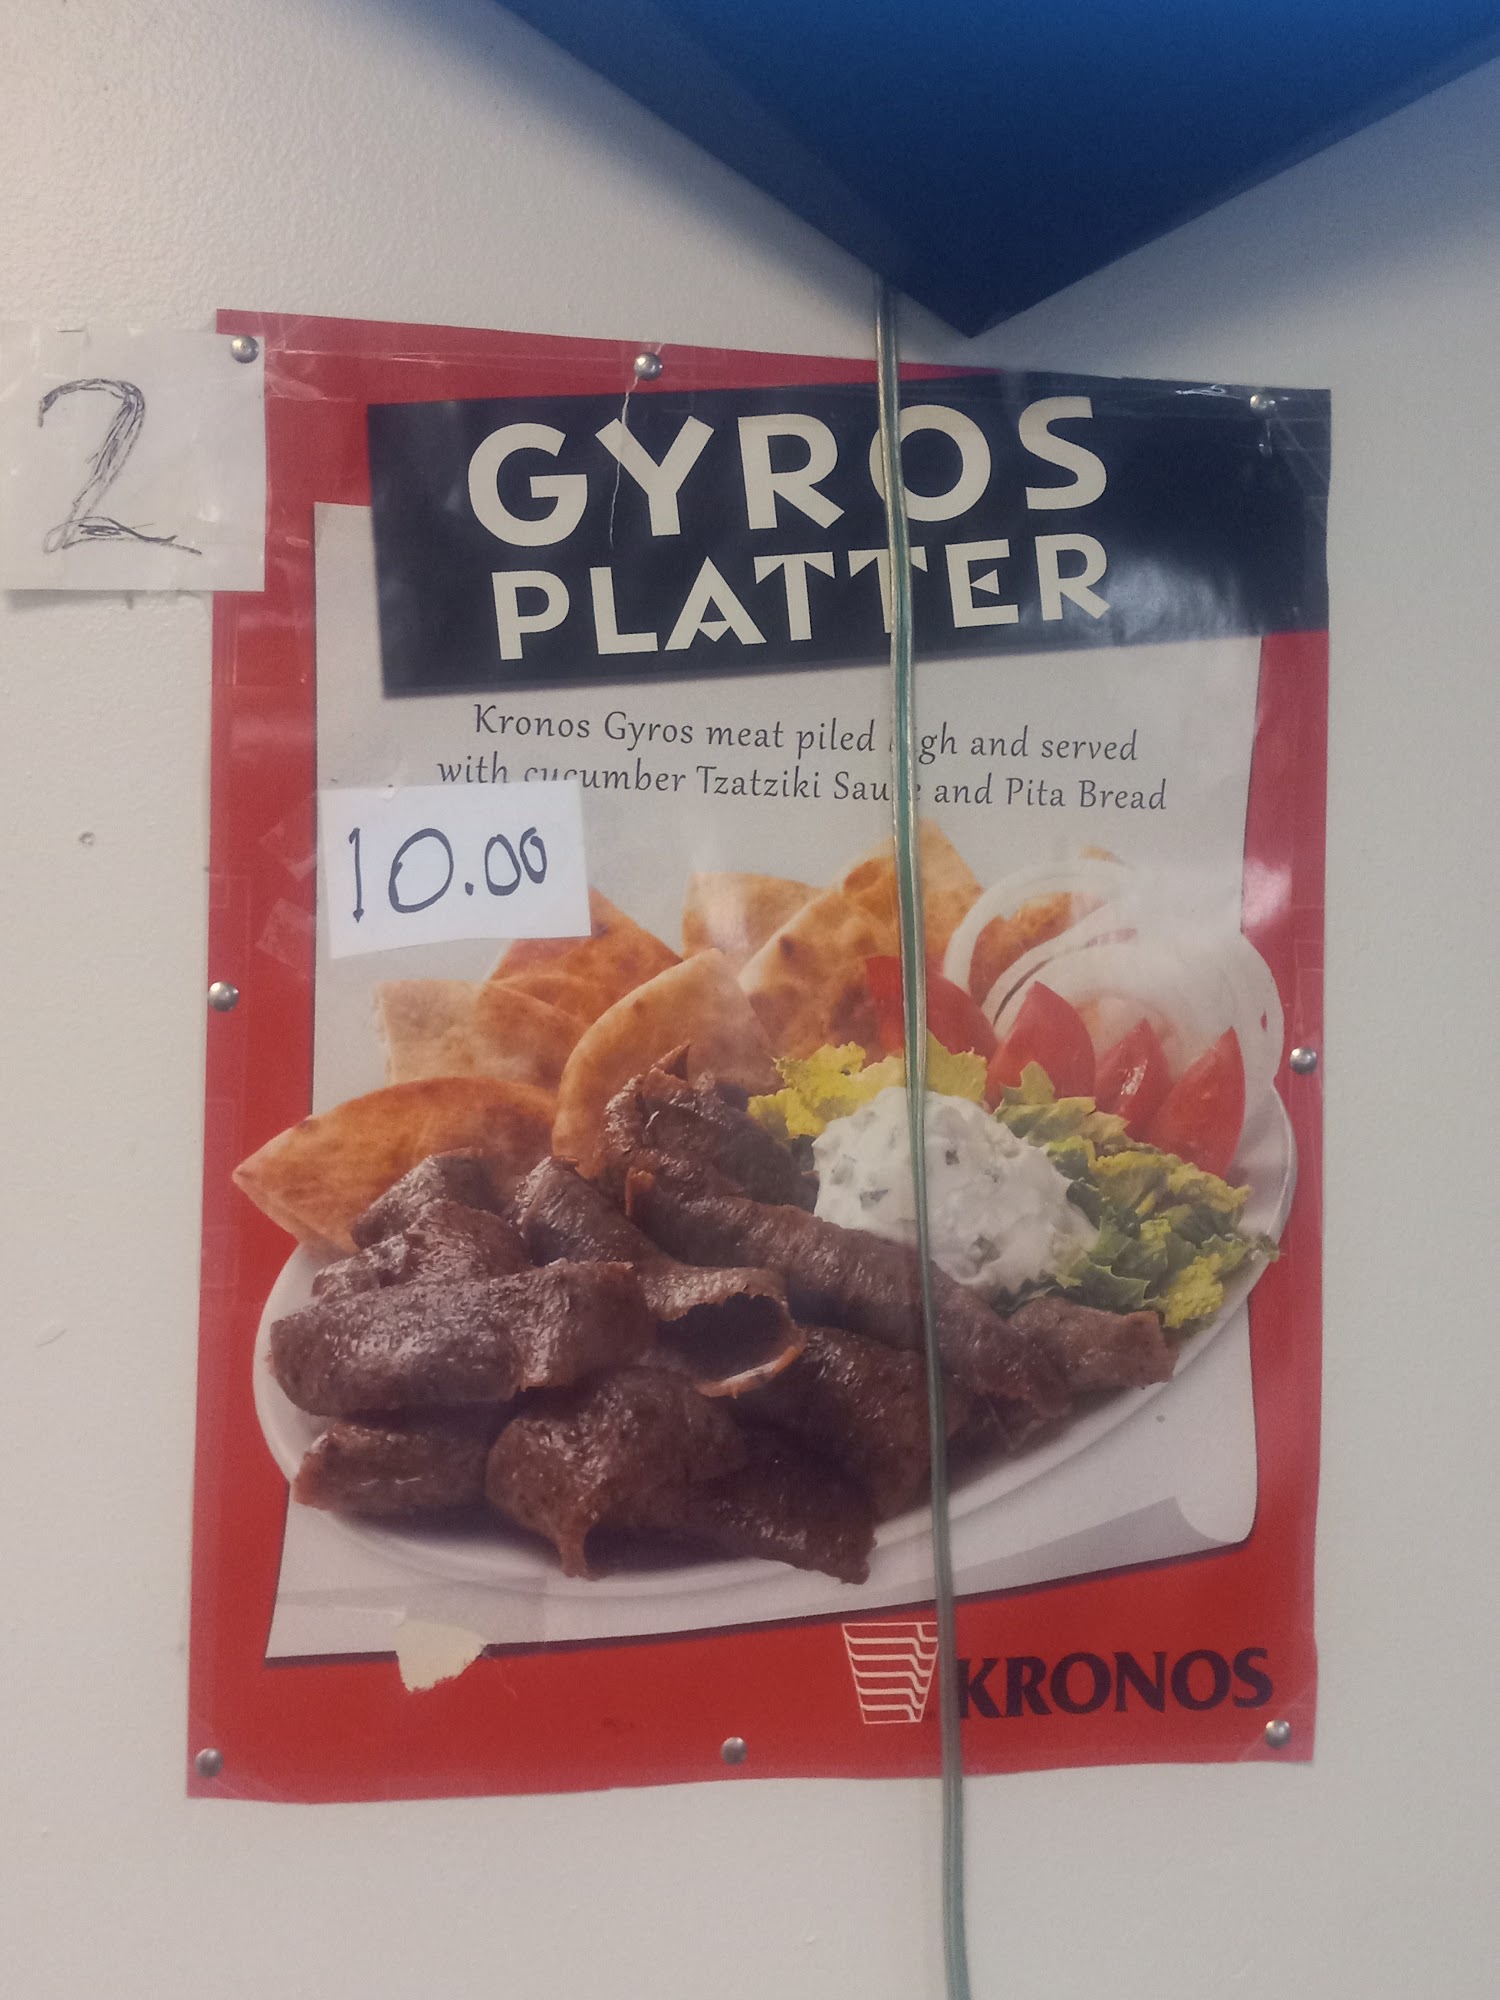 2
GYROS
PLATTER
Kronos Gyros meat piled high and served
with cucumber Tzatziki Sauce and Pita Bread
10.00
KRONOS